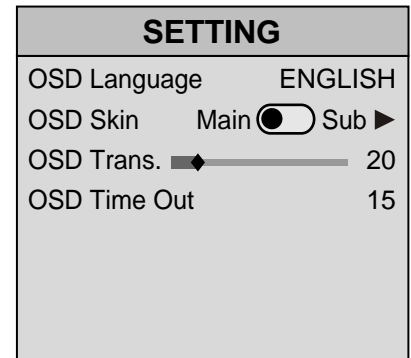 SETTING
OSD Language ENGLISH
OSD Skin Main Sub
OSD Trans. 20
OSD Time Out 15